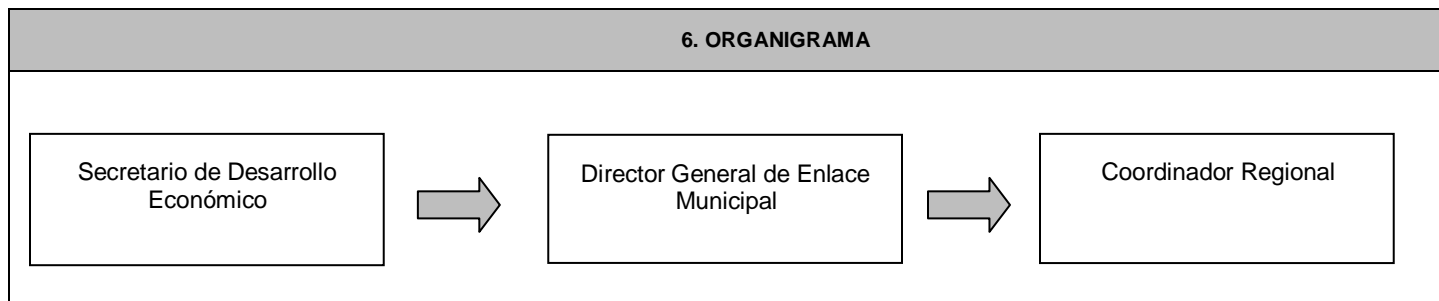 6. ORGANIGRAMA
Secretario de Desarrollo
Económico
Director General de Enlace
Municipal
Coordinador Regional